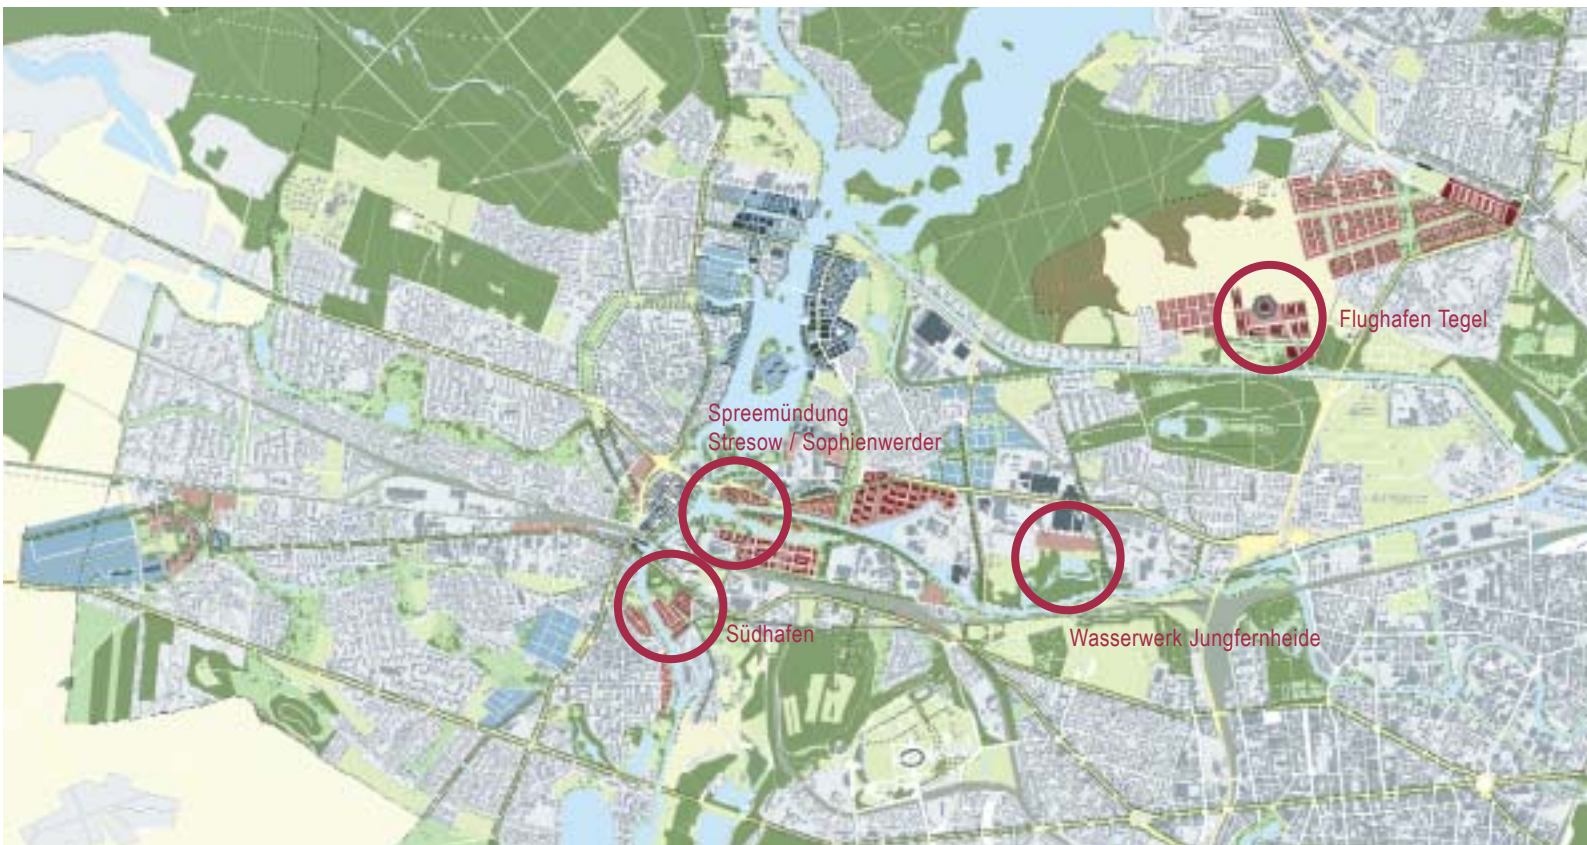 Flughafen Tegel
Spreemündung
Stresow / Sophienwerder
Südhafen
Wasserwerk Jungfernheide